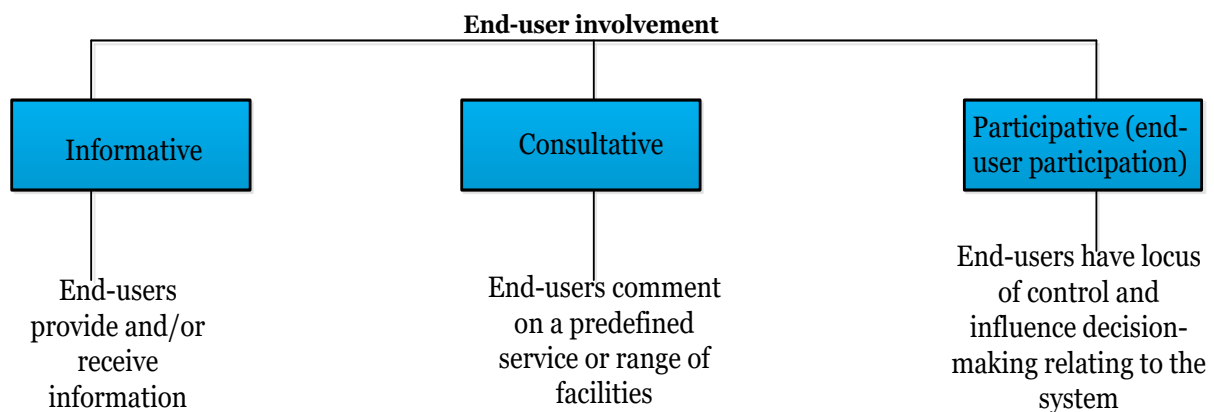 End-user involvement
Informative
Consultative
Participative (end-
user participation)
End-users
provide and/or
receive
information
End-users comment
on a predefined
service or range of
facilities
End-users have locus
of control and
influence decision-
making relating to the
system